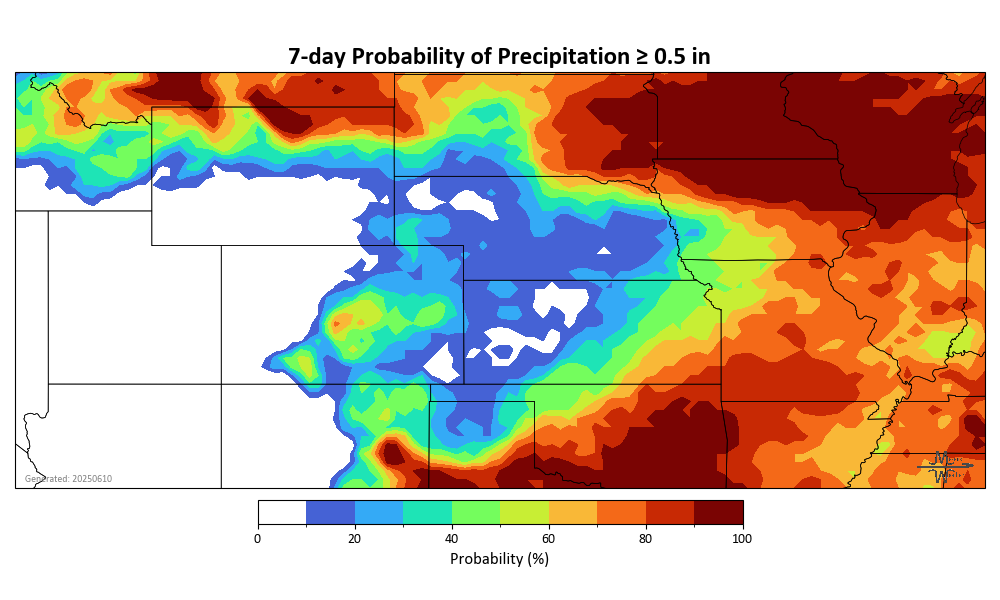 7-day Probability of Precipitation ≥ 0.5 in
Generated: 20250610
0 20 40 60 80 100
Probability (%)